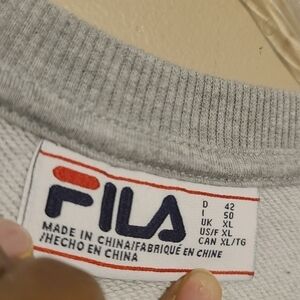 FILA
D 42
I 50
UK XL
US/F XL
CAN XL/TG
MADE IN
CHINA/FABRIQUÉ EN CHINE
/HECHO EN CHINA